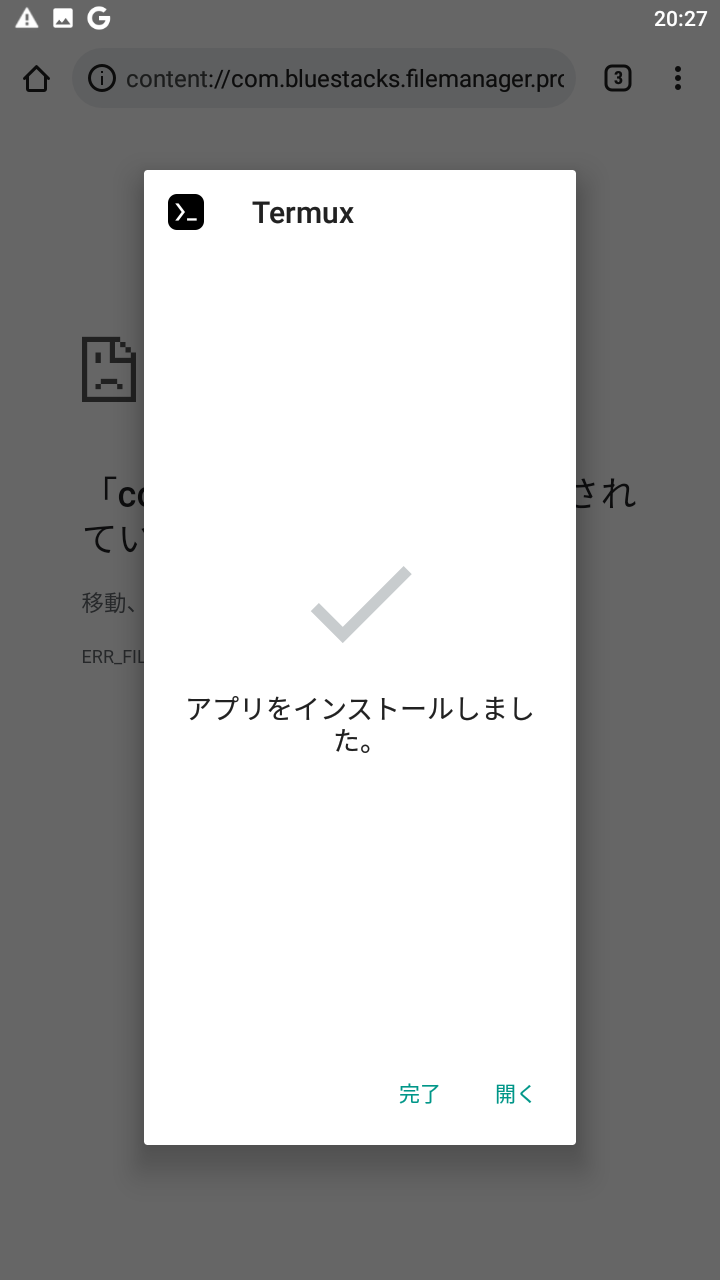 20:27
content://com.bluestacks.filemanager.pro
3
Termux
「co
され
てい
移動、
ERR_FIL
アプリをインストールしまし
た。
完了
開く